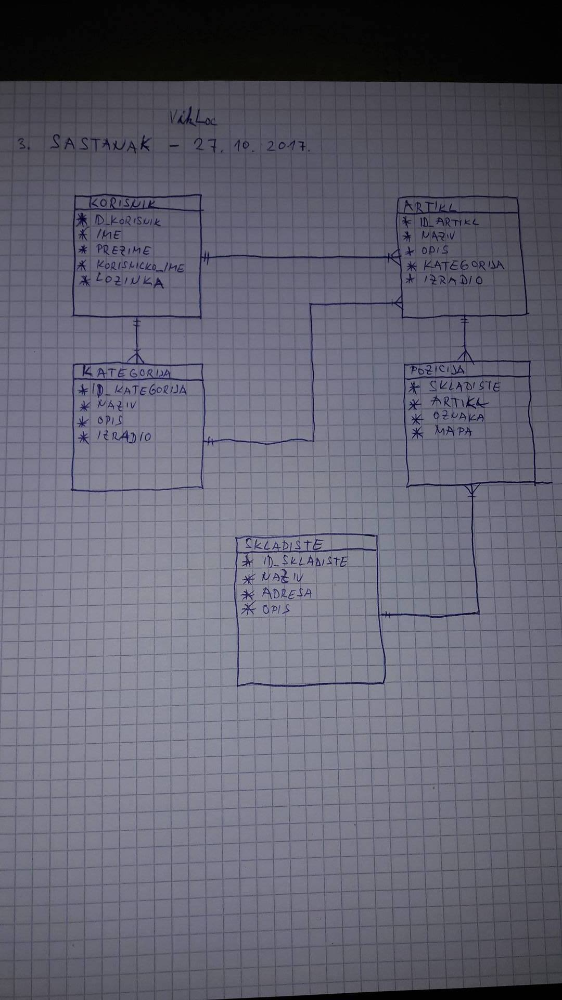 VikLoc
3. SASTANAK - 27. 10. 2017.
KORISNIK
* ID_KORISNIK
* IME
* PREZIME
* KORISNICKO_IME
* LOZINKA
ARTIKL
* ID_ARTIKL
* NAZIV
* OPIS
* KATEGORIJA
* IZRADIO
KATEGORIJA
* ID_KATEGORIJA
* NAZIV
* OPIS
* IZRADIO
POZICIJA
* SKLADISTE
* ARTIKL
* OZNAKA
* MAPA
SKLADISTE
* ID_SKLADISTE
* NAZIV
* ADRESA
* OPIS